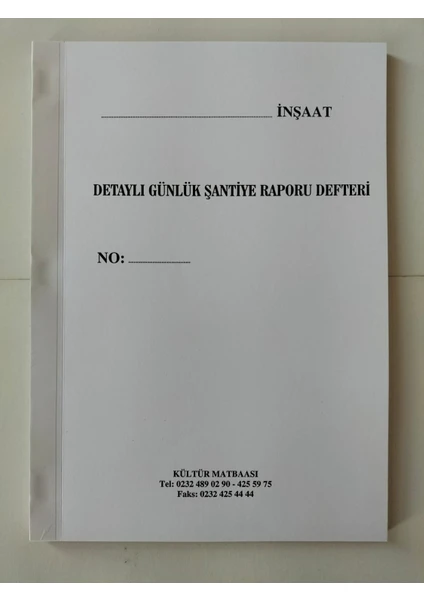 ........................................................... İNŞAAT
DETAYLI GÜNLÜK ŞANTİYE RAPORU DEFTERİ
NO: .....................
KÜLTÜR MATBAASI
Tel: 0232 489 02 90 - 425 59 75
Faks: 0232 425 44 44